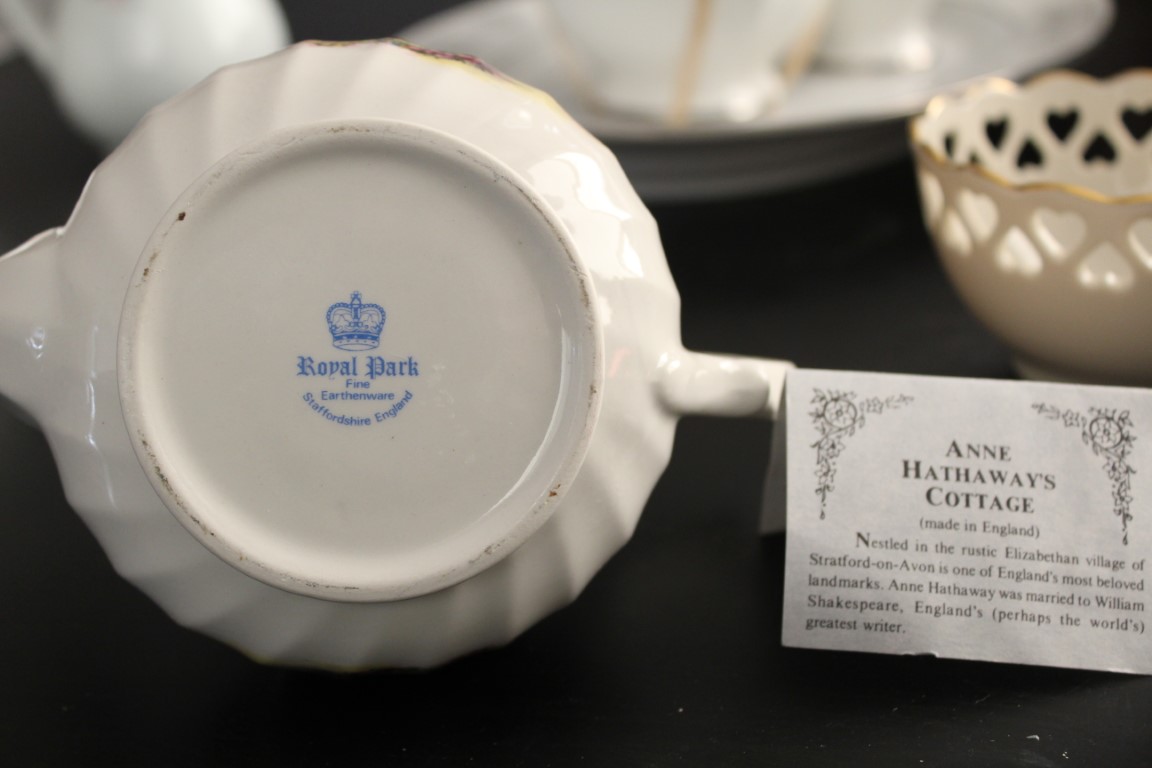 Royal Park
Fine
Earthenware
Staffordshire England
ANNE
HATHAWAY'S
COTTAGE
(made in England)
Nestled in the rustic Elizabethan village of
Stratford-on-Avon is one of England's most beloved
landmarks. Anne Hathaway was married to William
Shakespeare, England's (perhaps the world's)
greatest writer.